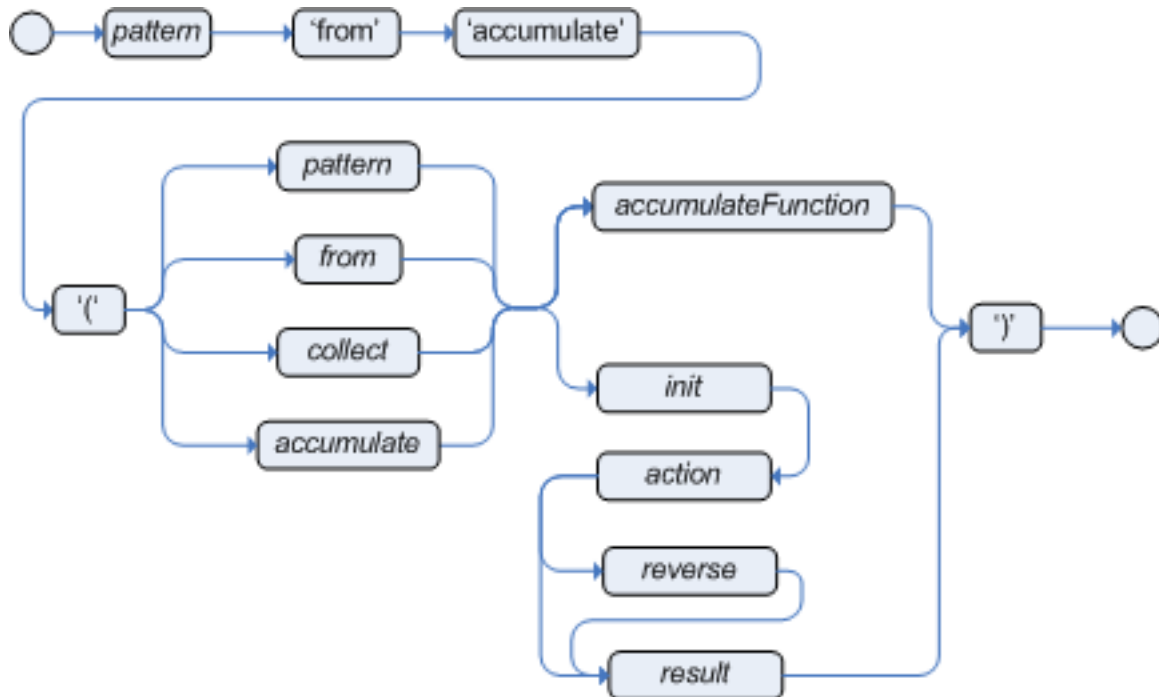 pattern ‘from’ ‘accumulate’
pattern
accumulateFunction
from
‘(‘
‘)’
collect
init
accumulate
action
reverse
result